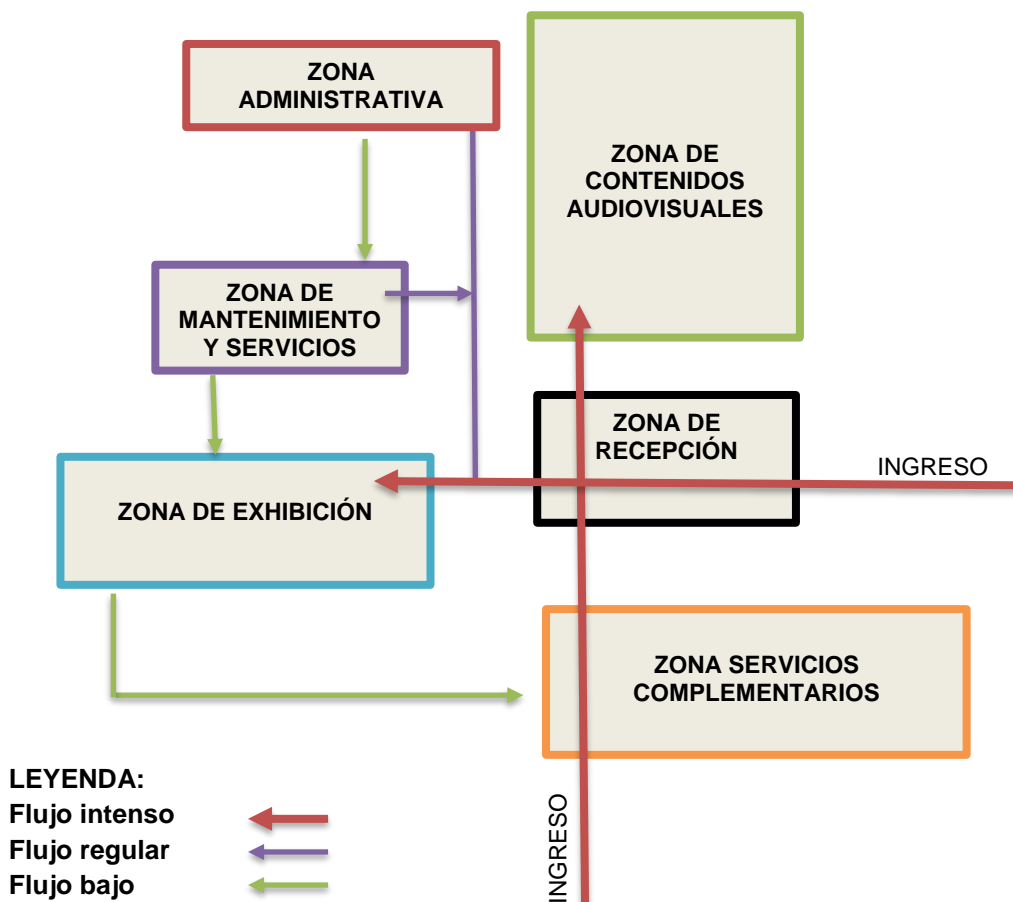 ZONA
ADMINISTRATIVA
ZONA DE
CONTENIDOS
AUDIOVISUALES
ZONA DE
MANTENIMIENTO
Y SERVICIOS
ZONA DE
RECEPCIÓN
INGRESO
ZONA DE EXHIBICIÓN
ZONA SERVICIOS
COMPLEMENTARIOS
INGRESO
LEYENDA:
Flujo intenso
Flujo regular
Flujo bajo